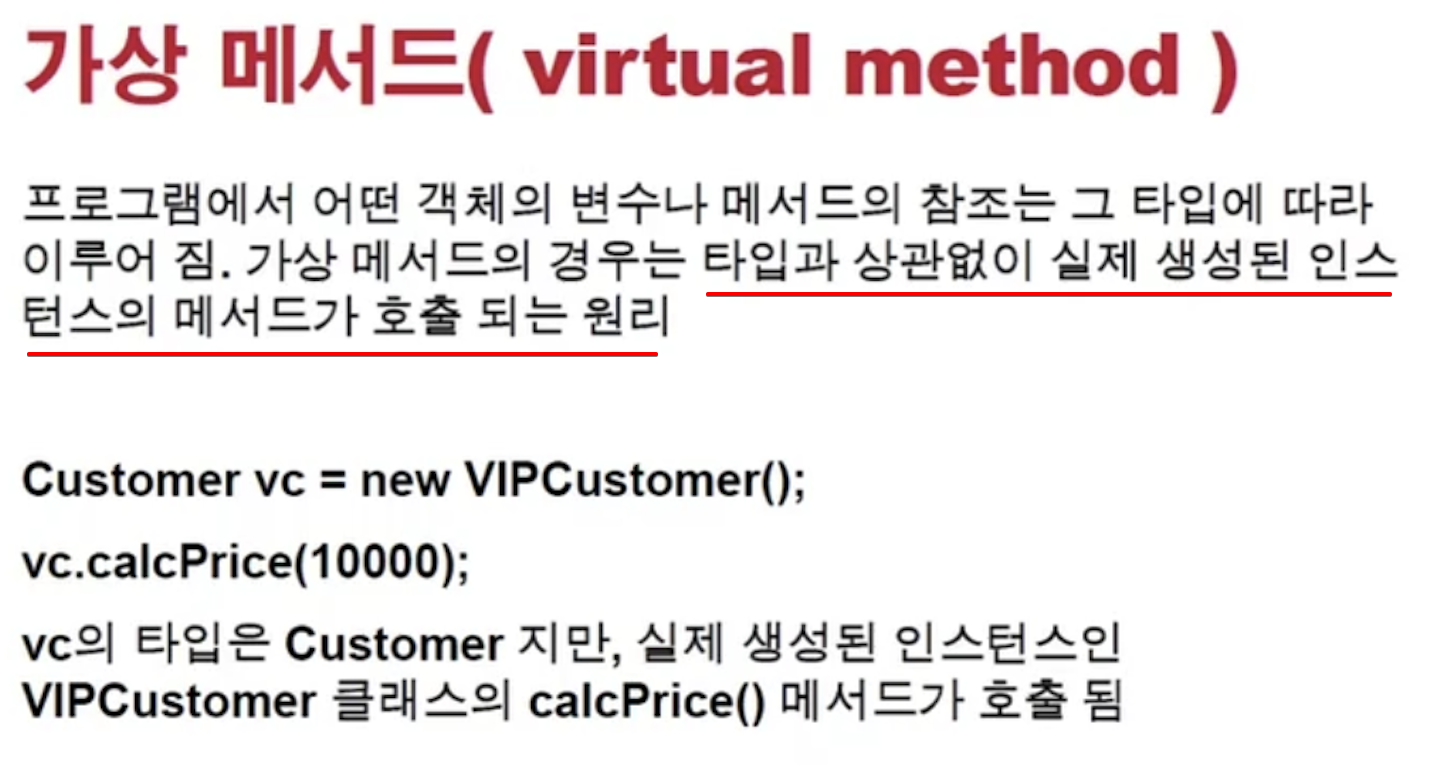 가상 메서드( virtual method )
프로그램에서 어떤 객체의 변수나 메서드의 참조는 그 타입에 따라
이루어 짐. 가상 메서드의 경우는 타입과 상관없이 실제 생성된 인스
턴스의 메서드가 호출 되는 원리
Customer vc = new VIPCustomer();
vc.calcPrice(10000);
vc의 타입은 Customer 지만, 실제 생성된 인스턴스인
VIPCustomer 클래스의 calcPrice() 메서드가 호출 됨